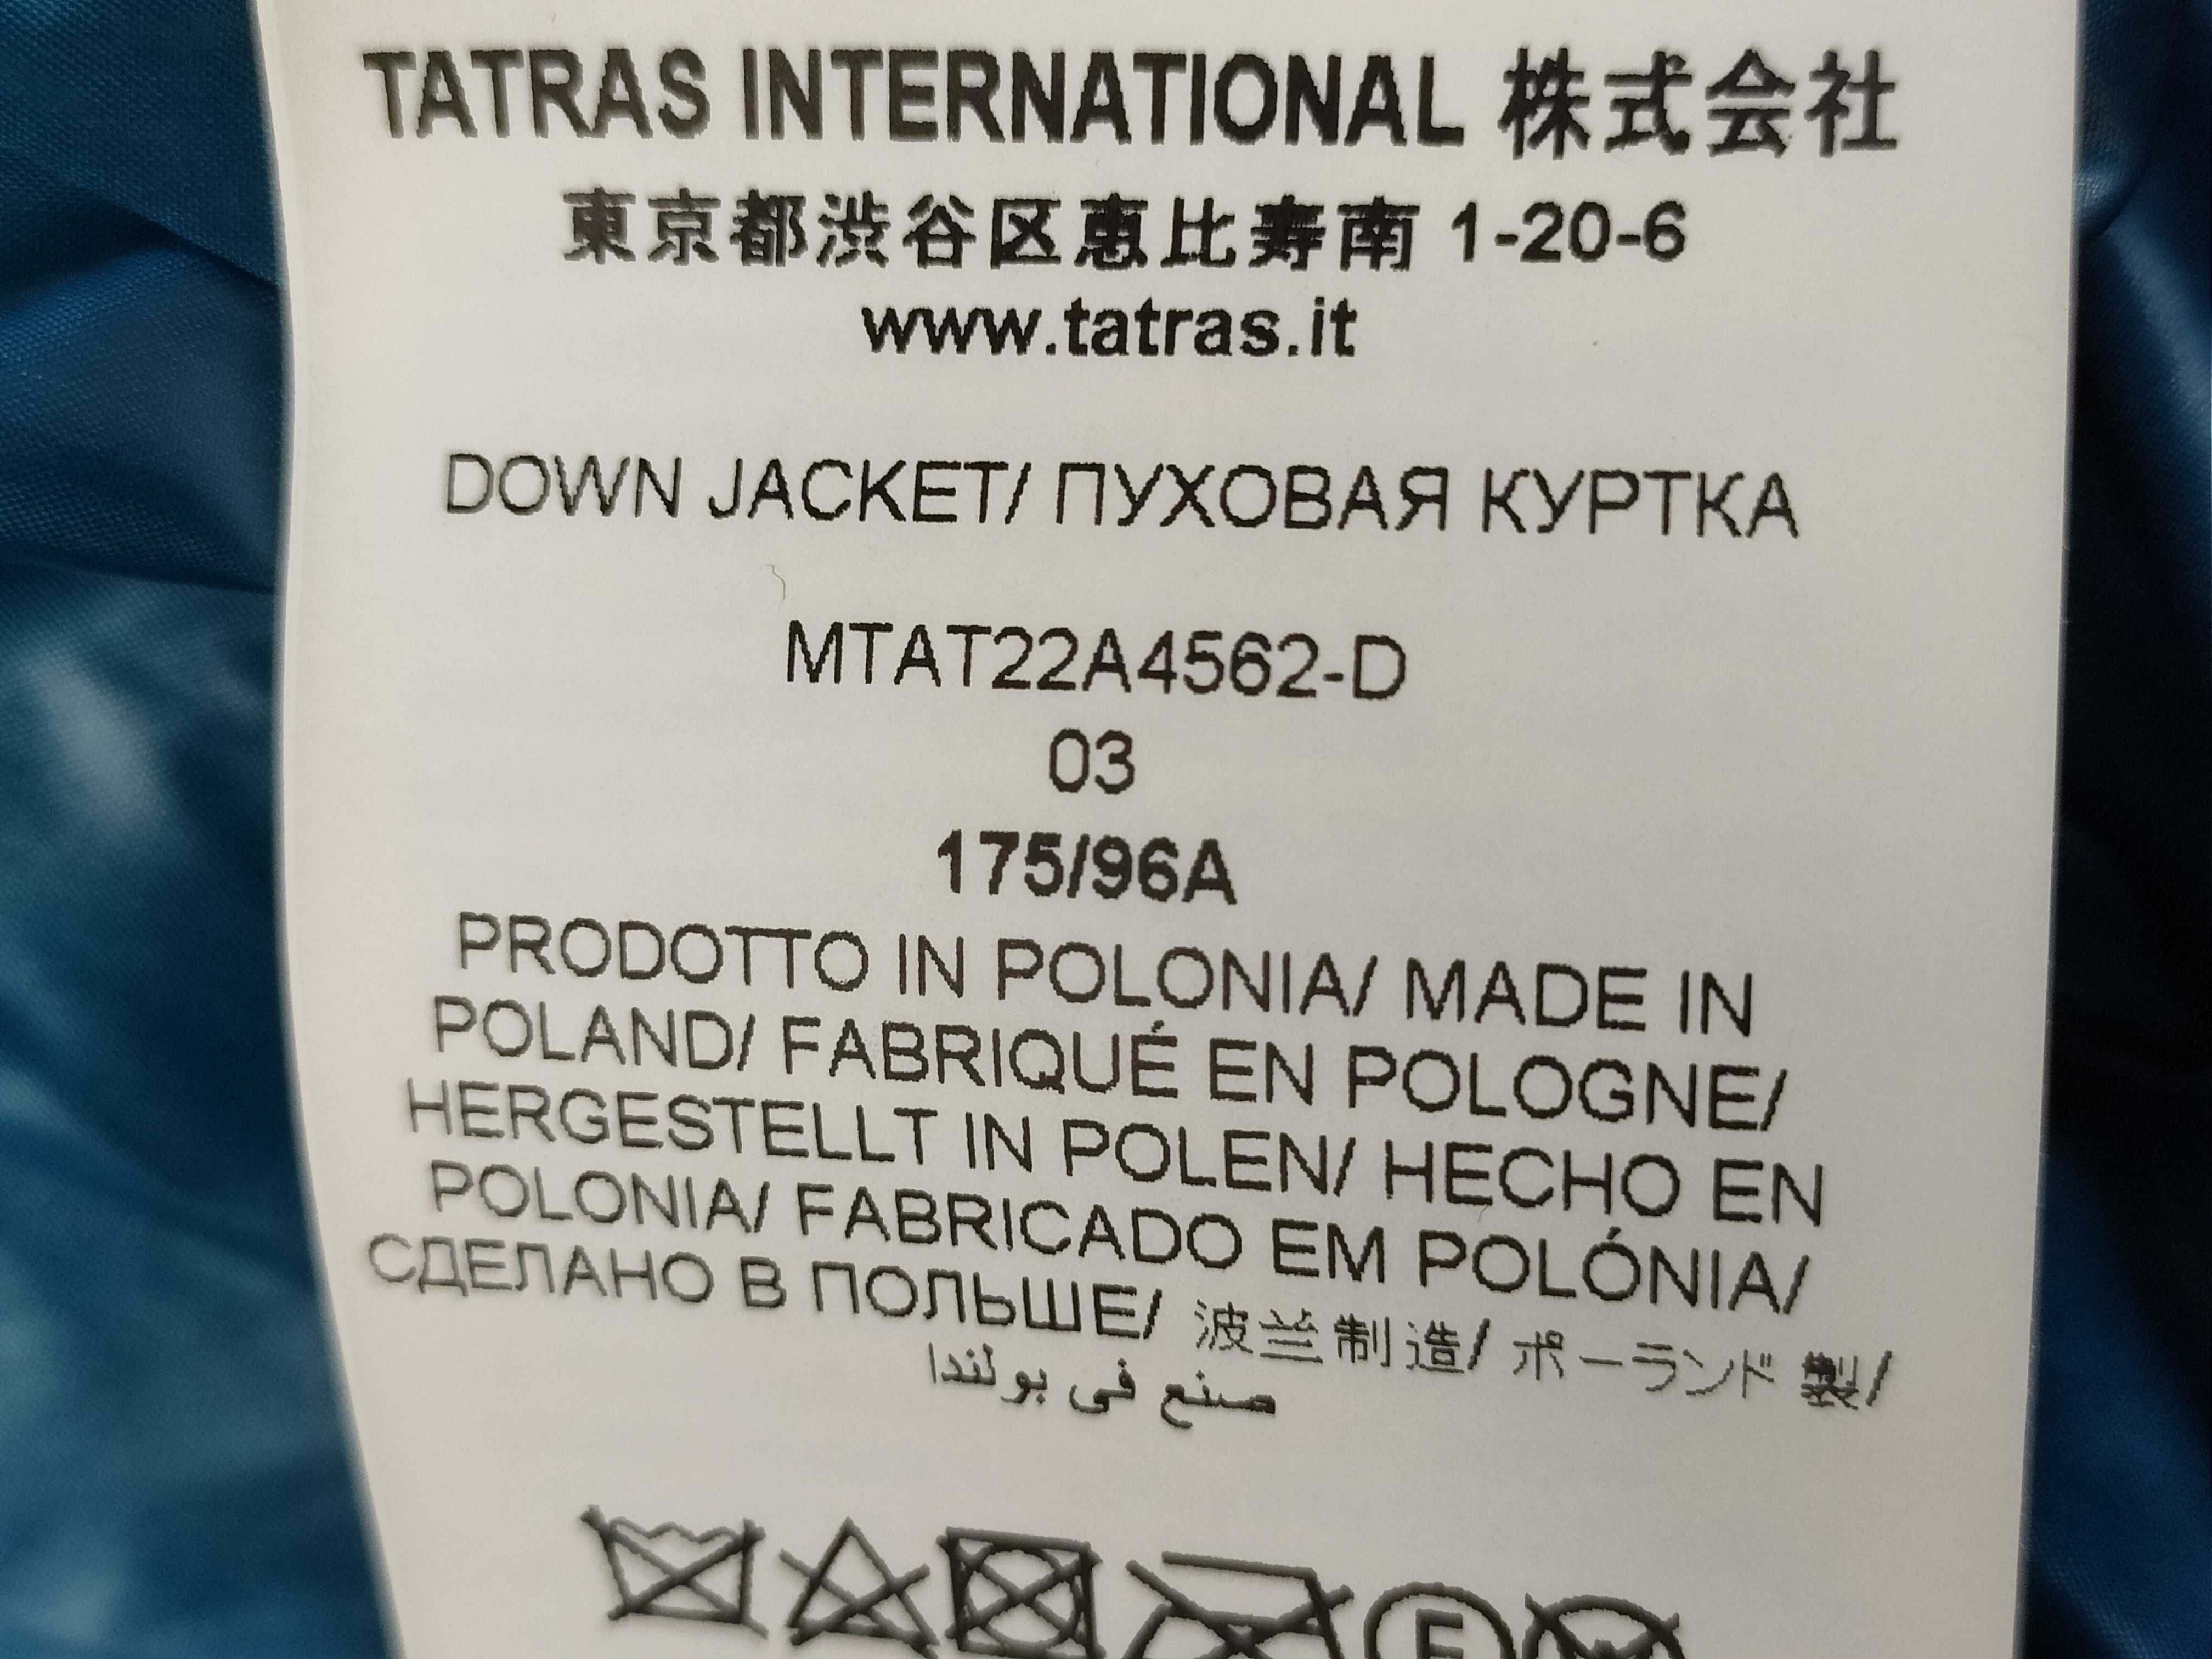 TATRAS INTERNATIONAL 株式会社
東京都渋谷区恵比寿南 1-20-6
www.tatras.it
DOWN JACKET/ ПУХОВАЯ КУРТКА
MTAT22A4562-D
03
175/96A
PRODOTTO IN POLONIA/ MADE IN
POLAND/ FABRIQUÉ EN POLOGNE/
HERGESTELLT IN POLEN/ HECHO EN
POLONIA/ FABRICADO EM POLÓNIA/
СДЕЛАНО В ПОЛЬШЕ/ 波兰制造/ ポーランド 製/
صنع في بولندا
F
W